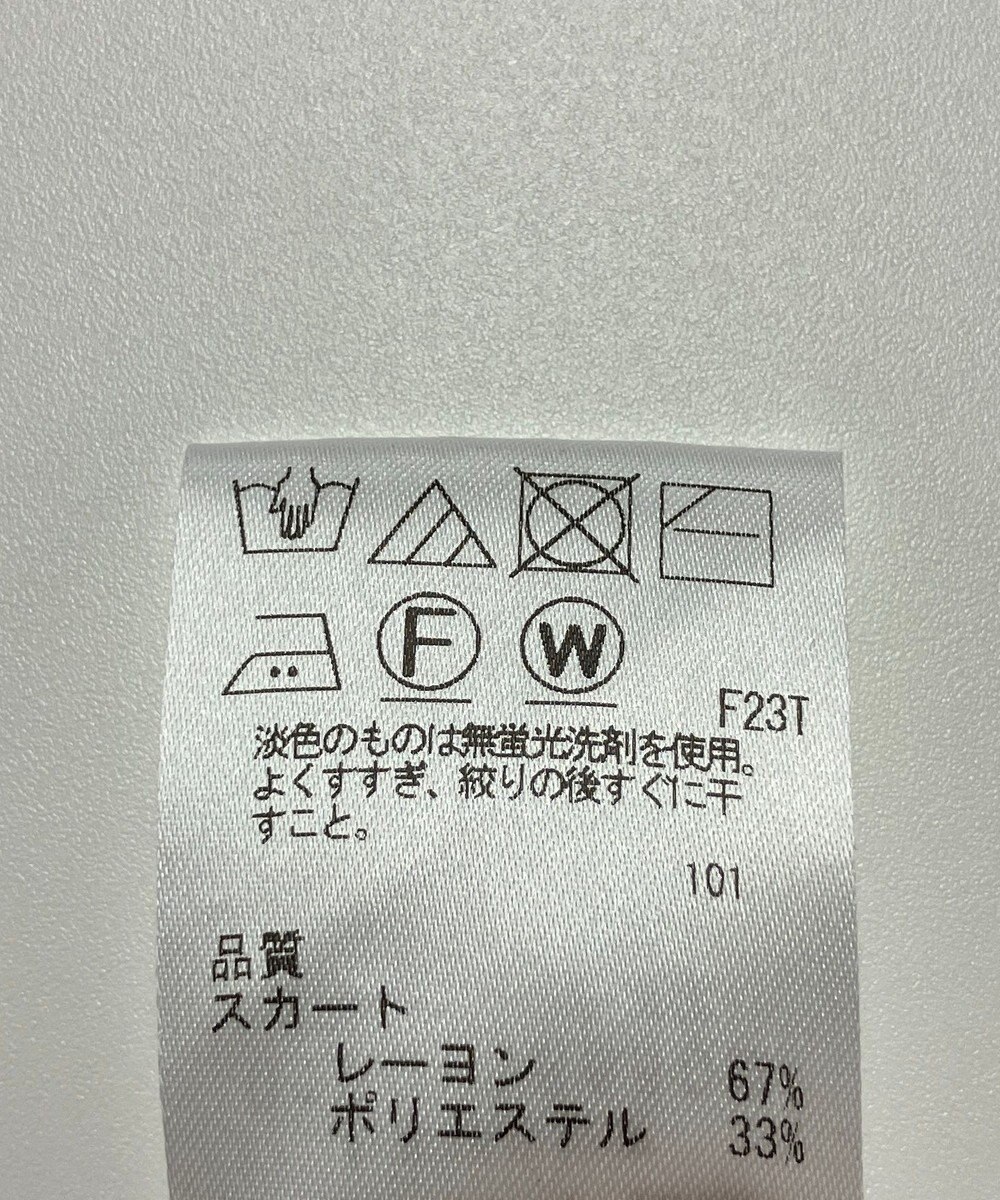 F W
F23T
淡色のものは無蛍光洗剤を使用。
よくすすぎ、絞りの後すぐに干
すこと。
101
品質
スカート
レーヨン 67%
ポリエステル 33%